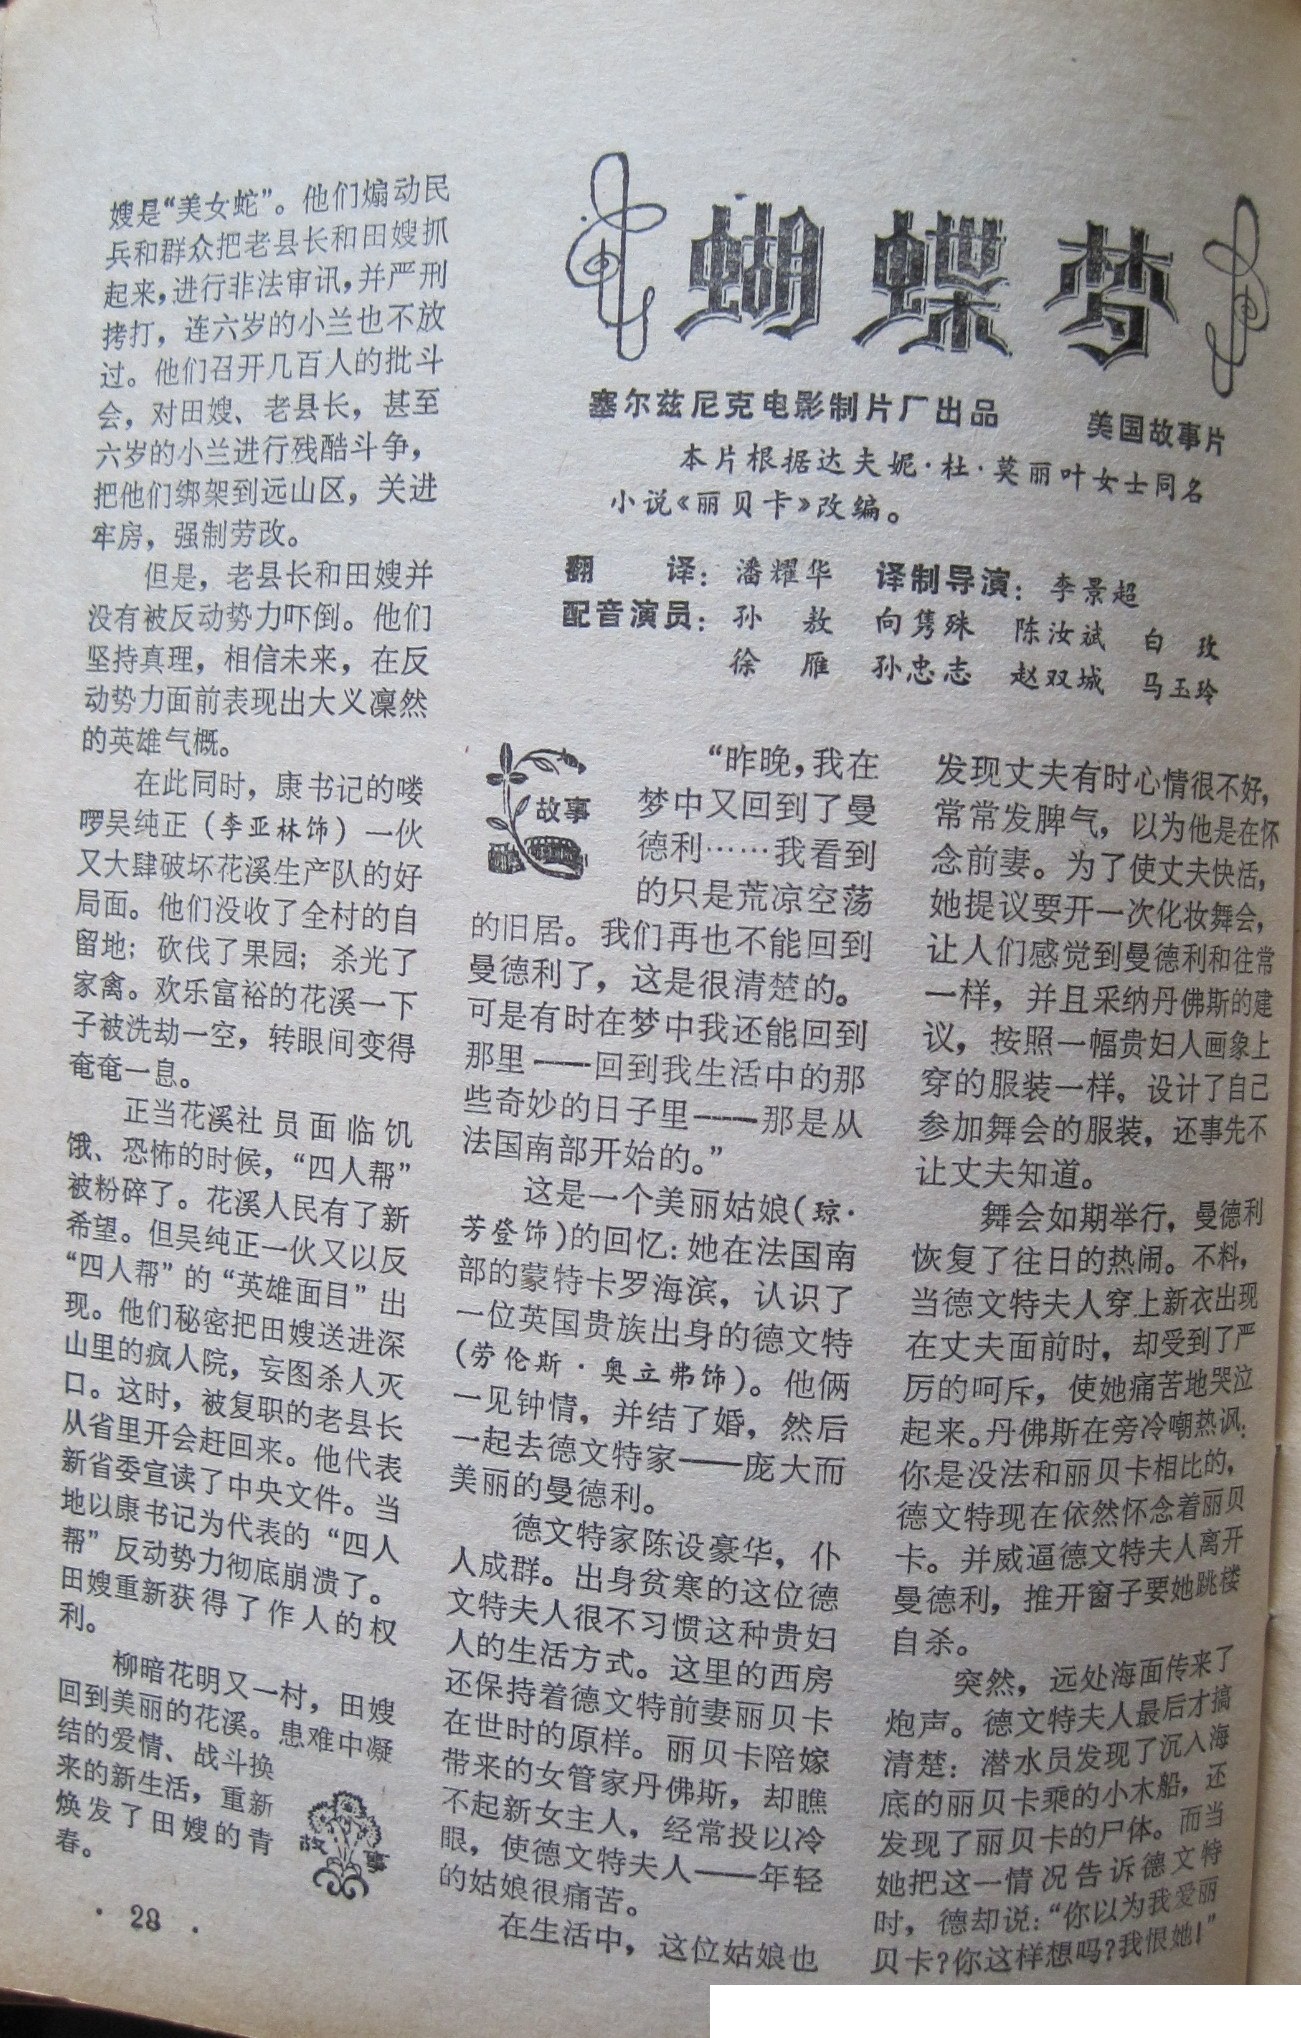 嫂是“美女蛇”。他们煽动民
兵和群众把老县长和田嫂抓
起来，进行非法审讯，并严刑
拷打，连六岁的小兰也不放
过。他们召开几百人的批斗
会，对田嫂、老县长，甚至
六岁的小兰进行残酷斗争，
把他们绑架到远山区，关进
牢房，强制劳改。
但是，老县长和田嫂并
没有被反动势力吓倒。他们
坚持真理，相信未来，在反
动势力面前表现出大义凛然
的英雄气概。
在此同时，康书记的喽
啰吴纯正（李亚林饰）一伙
又大肆破坏花溪生产队的好
局面。他们没收了全村的自
留地；砍伐了果园；杀光了
家禽。欢乐富裕的花溪一下
子被洗劫一空，转眼间变得
奄奄一息。
正当花溪社员面临饥
饿、恐怖的时候，“四人帮”
被粉碎了。花溪人民有了新
希望。但吴纯正一伙又以反
“四人帮”的“英雄面目”出
现。他们秘密把田嫂送进深
山里的疯人院，妄图杀人灭
口。这时，被复职的老县长
从省里开会赶回来。他代表
新省委宣读了中央文件。当
地以康书记为代表的“四人
帮”反动势力彻底崩溃了。
田嫂重新获得了作人的权
利。
柳暗花明又一村，田嫂
回到美丽的花溪。患难中凝
结的爱情、战斗换
来的新生活，重新
焕发了田嫂的青
春。
故事
·28·
蝴蝶梦
塞尔兹尼克电影制片厂出品 美国故事片
本片根据达夫妮·杜·莫丽叶女士同名
小说《丽贝卡》改编。
翻 译：潘耀华 译制导演：李景超
配音演员：孙 敖 向隽殊 陈汝斌 白 玫
徐 雁 孙忠志 赵双城 马玉玲
故事
“昨晚，我在
梦中又回到了曼
德利……我看到
的只是荒凉空荡
的旧居。我们再也不能回到
曼德利了，这是很清楚的。
可是有时在梦中我还能回到
那里——回到我生活中的那
些奇妙的日子里——那是从
法国南部开始的。”
这是一个美丽姑娘（琼·
芳登饰）的回忆：她在法国南
部的蒙特卡罗海滨，认识了
一位英国贵族出身的德文特
（劳伦斯·奥立弗饰）。他俩
一见钟情，并结了婚，然后
一起去德文特家——庞大而
美丽的曼德利。
德文特家陈设豪华，仆
人成群。出身贫寒的这位德
文特夫人很不习惯这种贵妇
人的生活方式。这里的西房
还保持着德文特前妻丽贝卡
在世时的原样。丽贝卡陪嫁
带来的女管家丹佛斯，却瞧
不起新女主人，经常投以冷
眼，使德文特夫人——年轻
的姑娘很痛苦。
在生活中，这位姑娘也
发现丈夫有时心情很不好，
常常发脾气，以为他是在怀
念前妻。为了使丈夫快活，
她提议要开一次化妆舞会，
让人们感觉到曼德利和往常
一样，并且采纳丹佛斯的建
议，按照一幅贵妇人画象上
穿的服装一样，设计了自己
参加舞会的服装，还事先不
让丈夫知道。
舞会如期举行，曼德利
恢复了往日的热闹。不料，
当德文特夫人穿上新衣出现
在丈夫面前时，却受到了严
厉的呵斥，使她痛苦地哭泣
起来。丹佛斯在旁冷嘲热讽：
你是没法和丽贝卡相比的，
德文特现在依然怀念着丽贝
卡。并威逼德文特夫人离开
曼德利，推开窗子要她跳楼
自杀。
突然，远处海面传来了
炮声。德文特夫人最后才搞
清楚：潜水员发现了沉入海
底的丽贝卡乘的小木船，还
发现了丽贝卡的尸体。而当
她把这一情况告诉德文特
时，德却说：“你以为我爱丽
贝卡？你这样想吗？我恨她！”